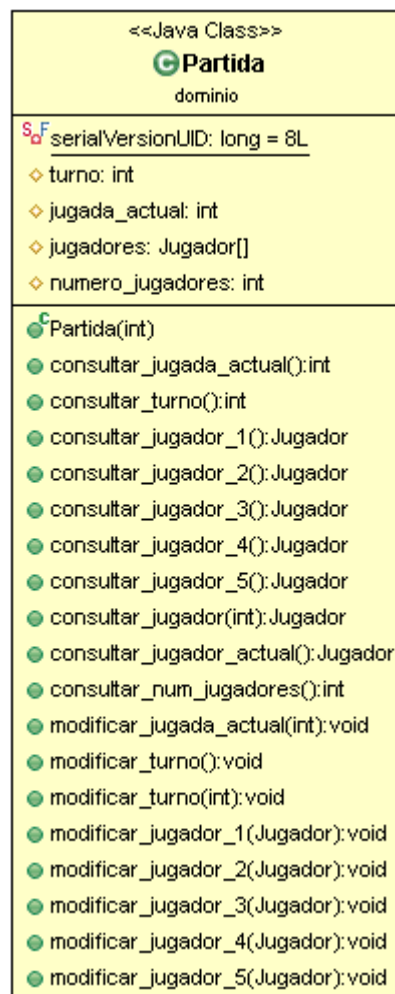 <<Java Class>>
Partida
dominio
serialVersionUID: long = 8L
turno: int
jugada_actual: int
jugadores: Jugador[]
numero_jugadores: int
Partida(int)
consultar_jugada_actual():int
consultar_turno():int
consultar_jugador_1():Jugador
consultar_jugador_2():Jugador
consultar_jugador_3():Jugador
consultar_jugador_4():Jugador
consultar_jugador_5():Jugador
consultar_jugador(int):Jugador
consultar_jugador_actual():Jugador
consultar_num_jugadores():int
modificar_jugada_actual(int):void
modificar_turno():void
modificar_turno(int):void
modificar_jugador_1(Jugador):void
modificar_jugador_2(Jugador):void
modificar_jugador_3(Jugador):void
modificar_jugador_4(Jugador):void
modificar_jugador_5(Jugador):void